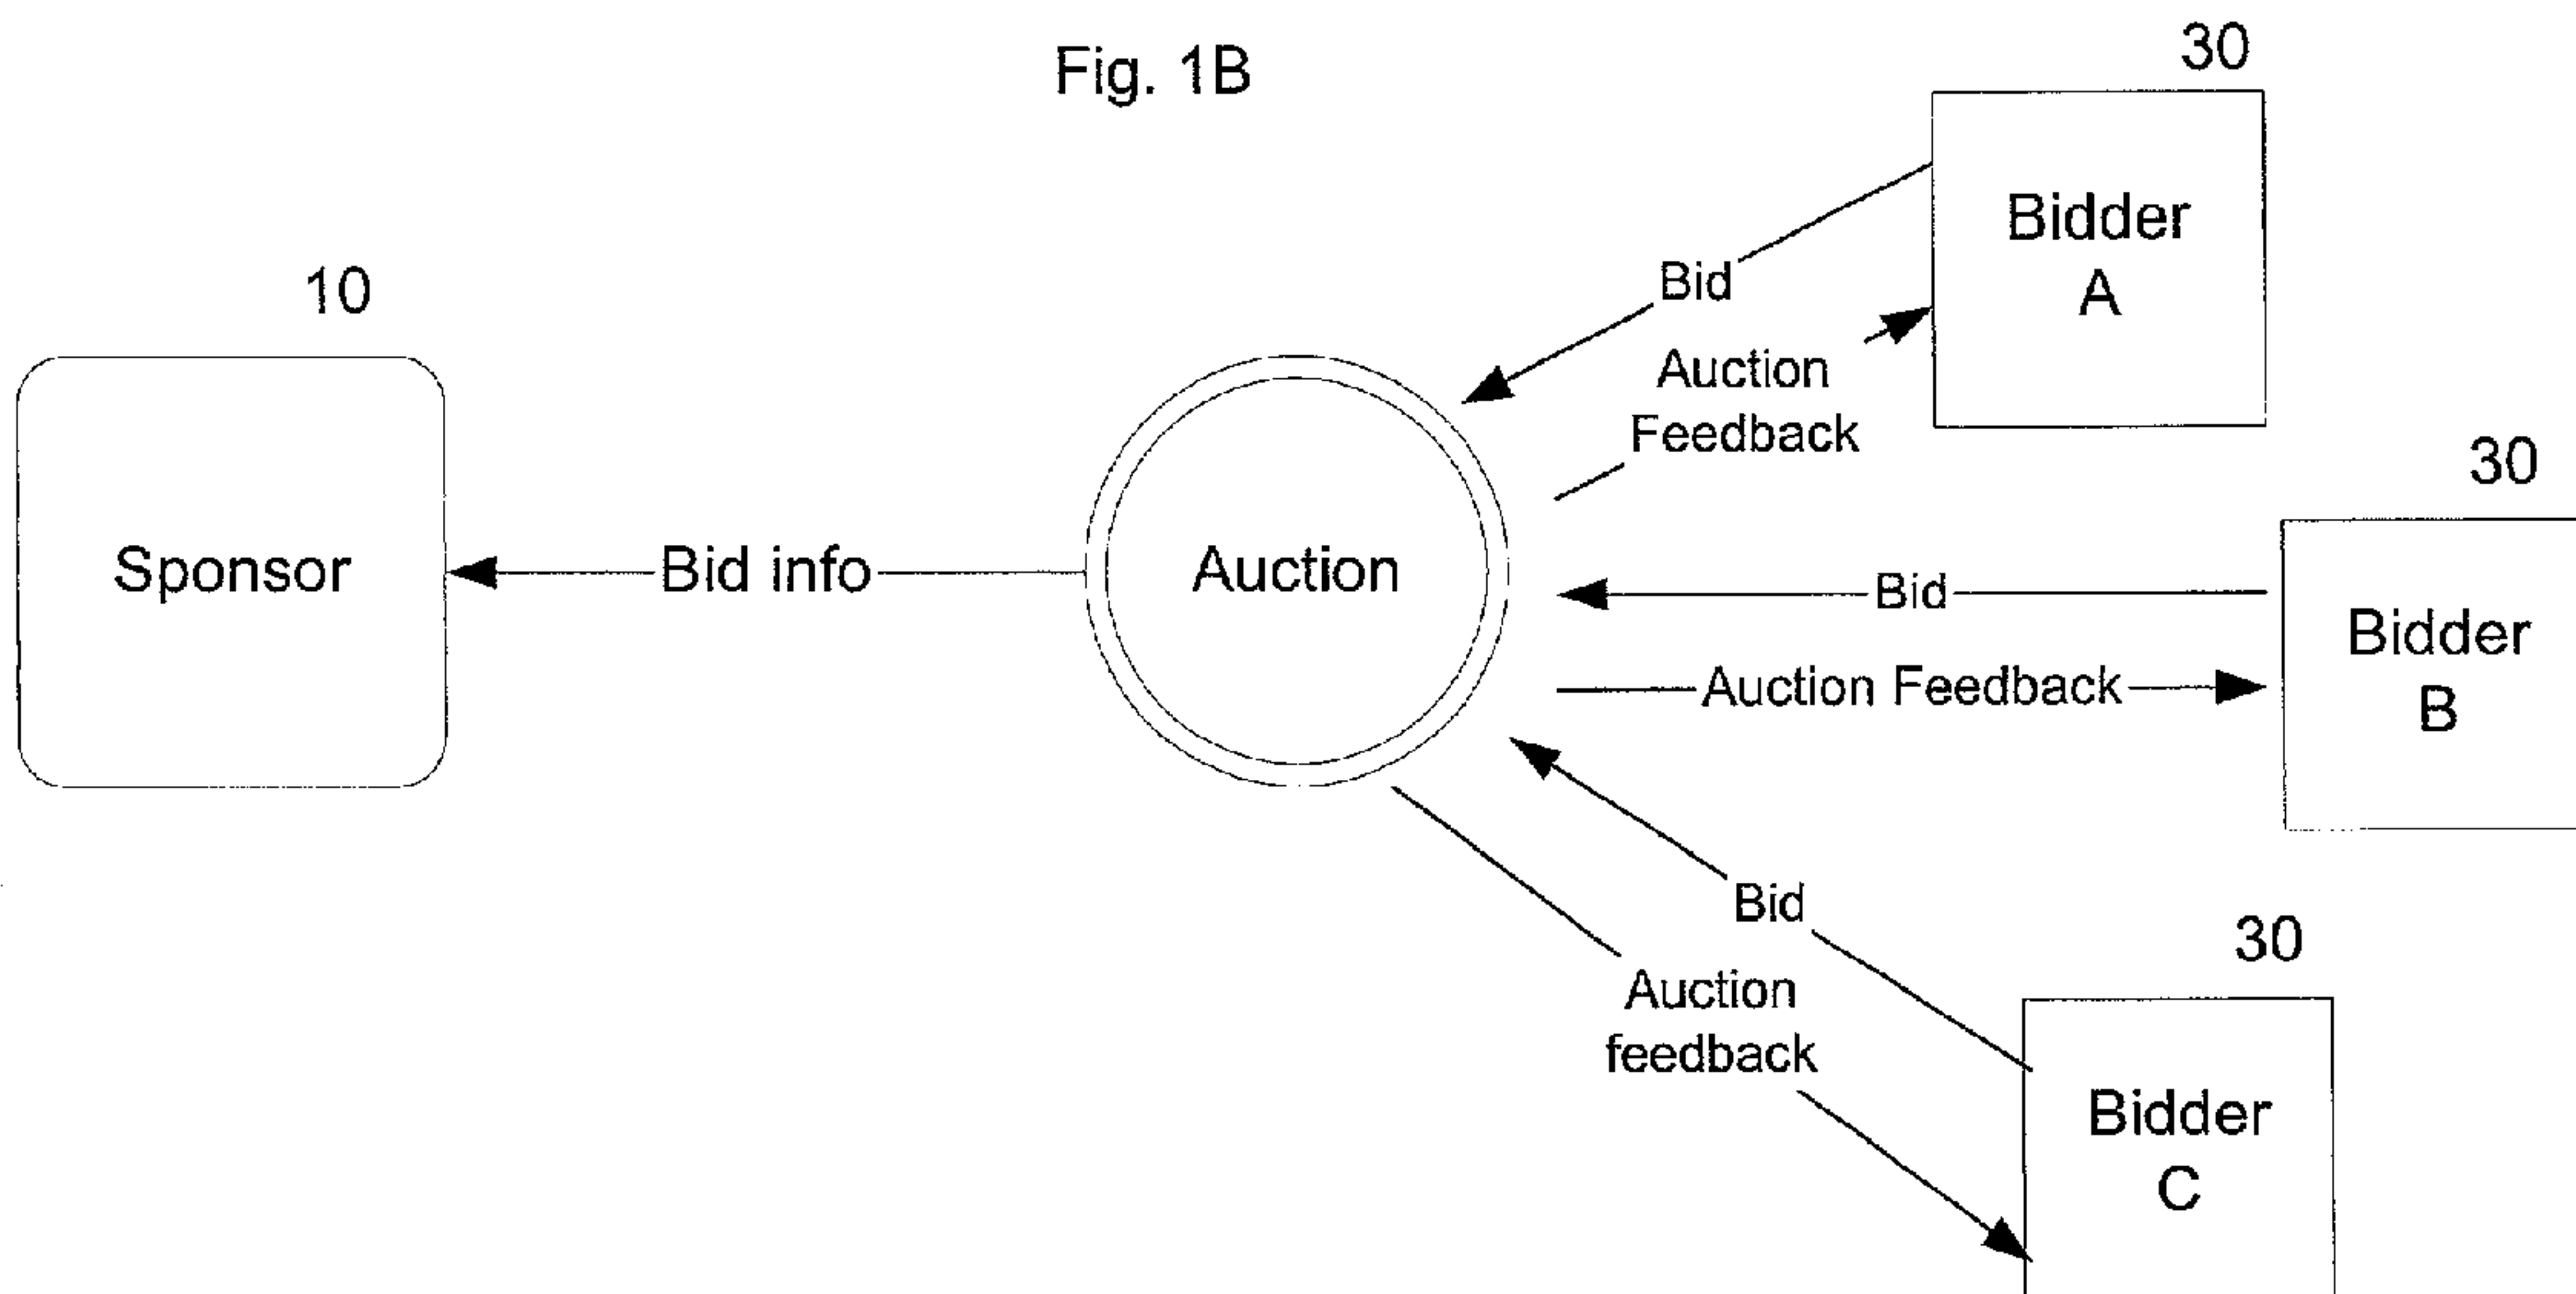 Fig. 1B
30
Bidder
A
Bid
Auction
Feedback
10
Sponsor
Bid info
Auction
30
Bidder
B
Bid
Auction Feedback
Bid
Auction
feedback
30
Bidder
C